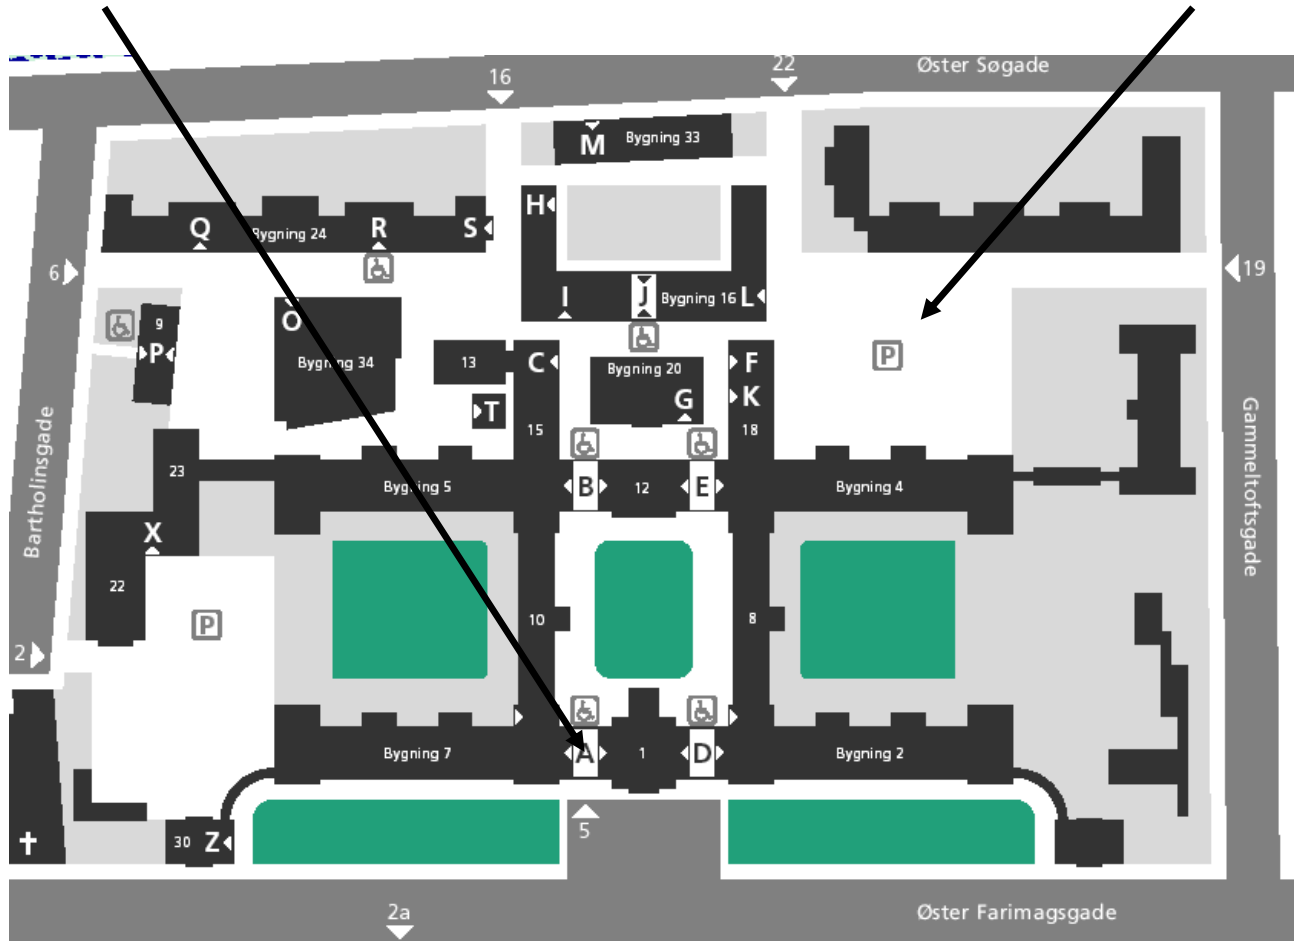 Øster Søgade
16
22
M
Bygning 33
H
Q
Bygning 24
R
S
6
19
I
J
Bygning 16
L
O
9
P
Bygning 34
13
C
Bygning 20
F
P
G
K
T
15
18
Bartholinsgade
Gammeltoftsgade
23
Bygning 5
B
12
E
Bygning 4
X
22
P
10
8
2
Bygning 7
A
1
D
Bygning 2
5
30
Z
2a
Øster Farimagsgade